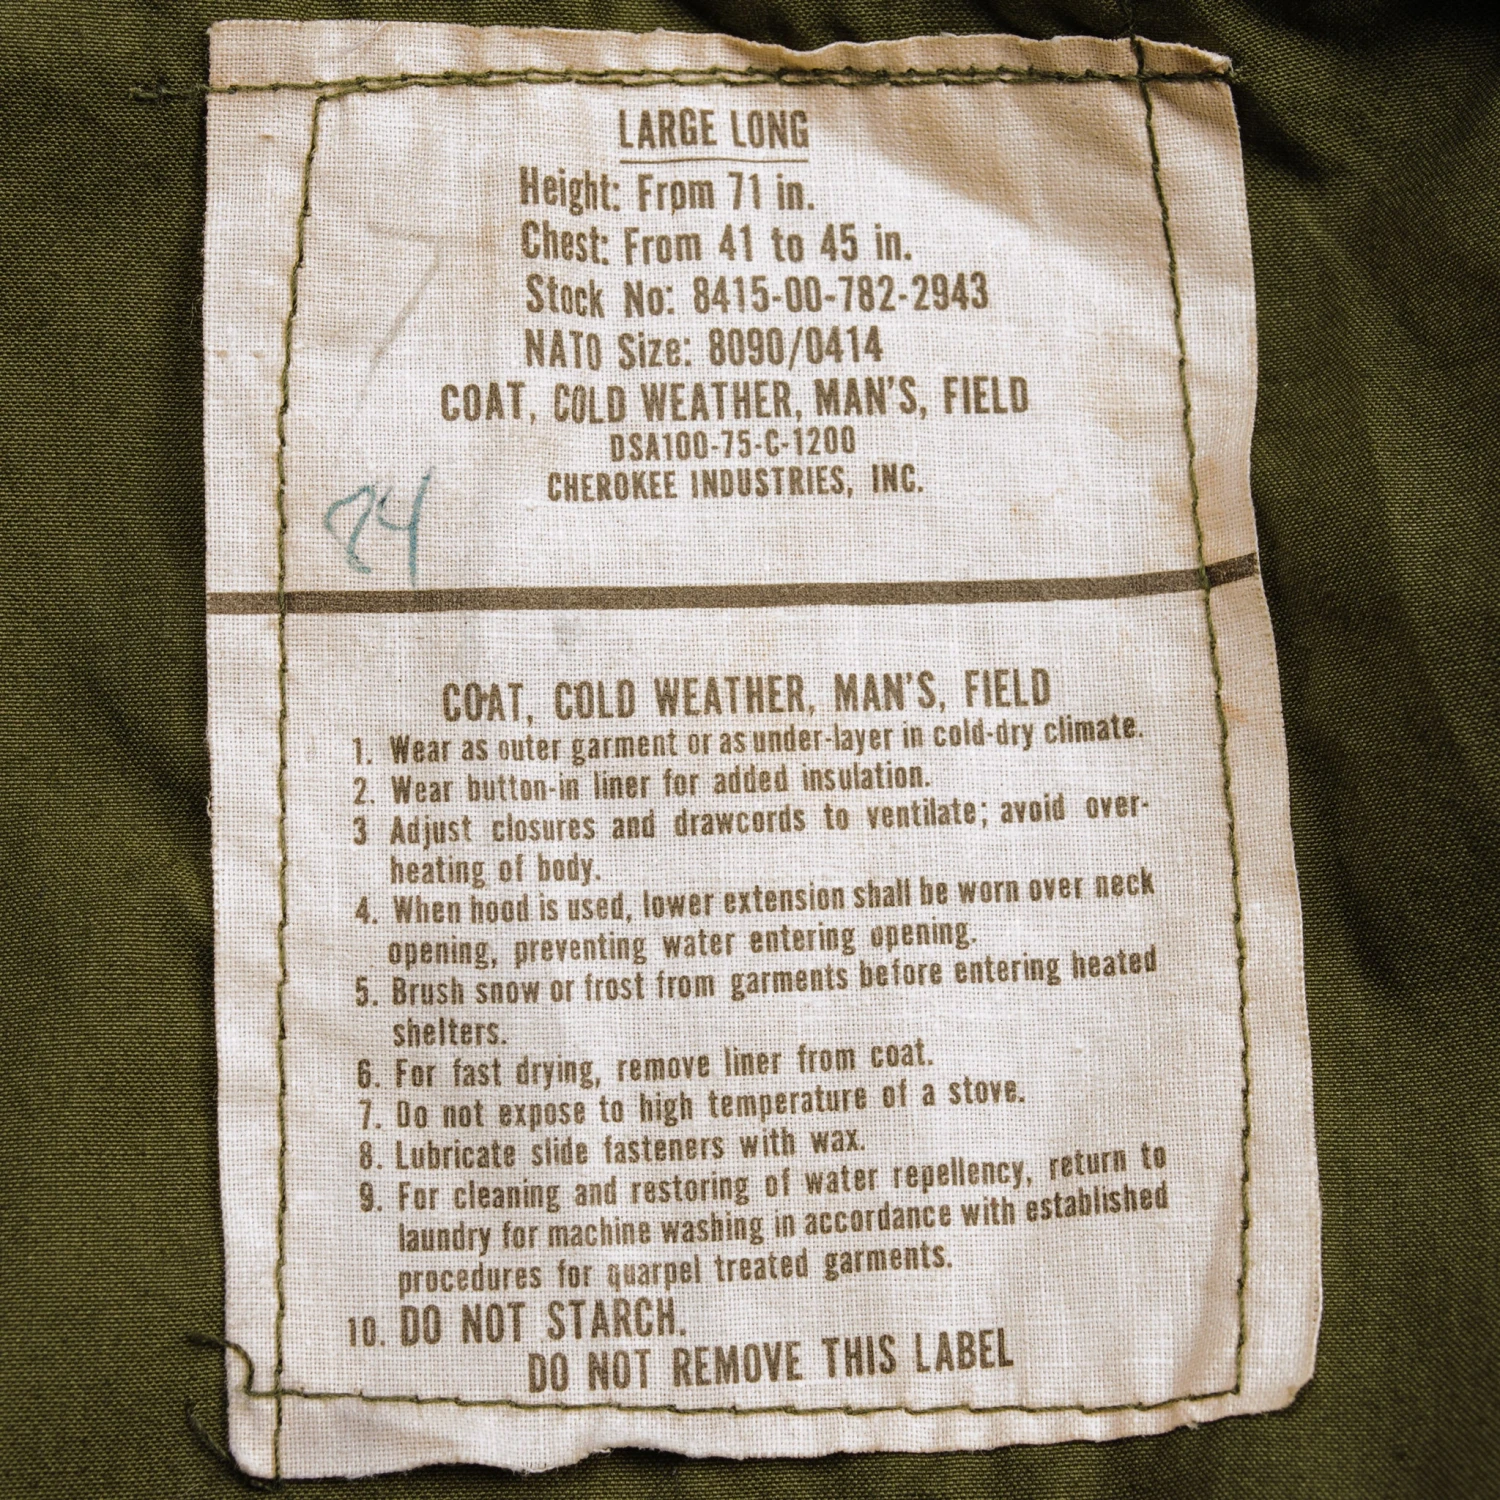 LARGE LONG
Height: From 71 in.
Chest: From 41 to 45 in.
Stock No: 8415-00-782-2943
NATO Size: 8090/0414
COAT, COLD WEATHER, MAN'S, FIELD
DSA100-75-C-1200
CHEROKEE INDUSTRIES, INC.
COAT, COLD WEATHER, MAN'S, FIELD
1. Wear as outer garment or as under-layer in cold-dry climate.
2. Wear button-in liner for added insulation.
3 Adjust closures and drawcords to ventilate; avoid over-
heating of body.
4. When hood is used, lower extension shall be worn over neck
opening, preventing water entering opening.
5. Brush snow or frost from garments before entering heated
shelters.
6. For fast drying, remove liner from coat.
7. Do not expose to high temperature of a stove.
8. Lubricate slide fasteners with wax.
9. For cleaning and restoring of water repellency, return to
laundry for machine washing in accordance with established
procedures for quarpel treated garments.
10. DO NOT STARCH.
DO NOT REMOVE THIS LABEL